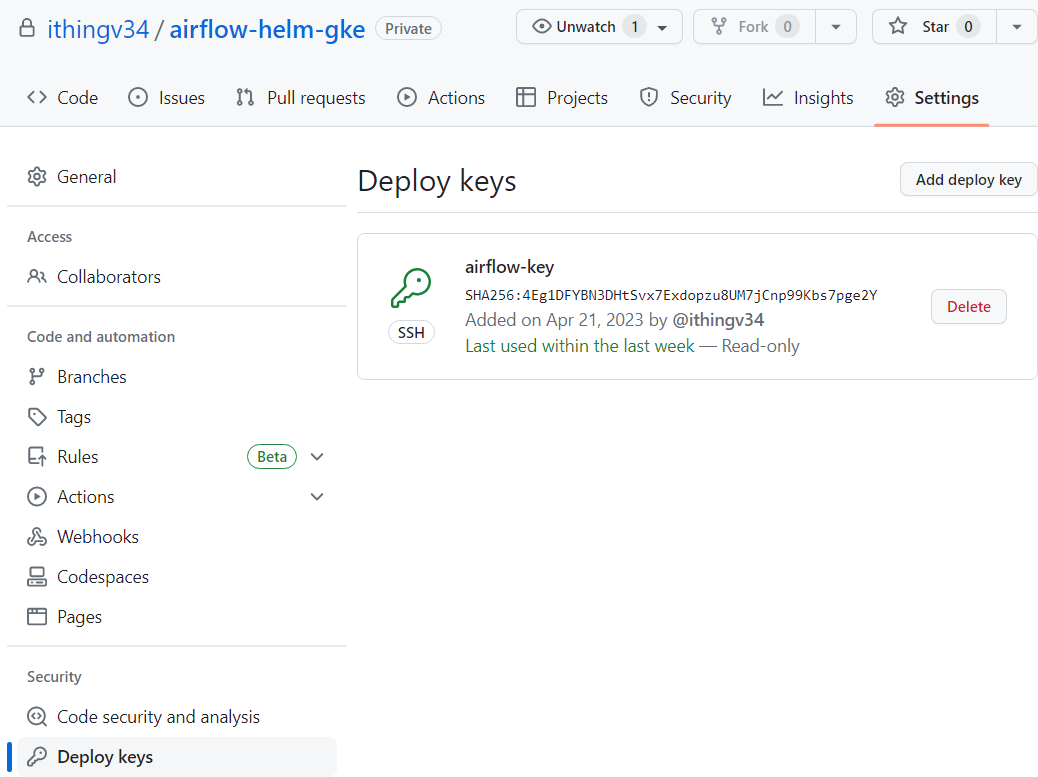 ithingv34 / airflow-helm-gke Private Unwatch 1 Fork 0 Star 0
Code Issues Pull requests Actions Projects Security Insights Settings
General
Access
Collaborators
Code and automation
Branches
Tags
Rules Beta
Actions
Webhooks
Codespaces
Pages
Security
Code security and analysis
Deploy keys
Deploy keys Add deploy key
airflow-key
SHA256:4Eg1DFYBN3DHtSvx7Exdopzu8UM7jCnp99Kbs7pge2Y
SSH
Added on Apr 21, 2023 by @ithingv34
Last used within the last week — Read-only
Delete